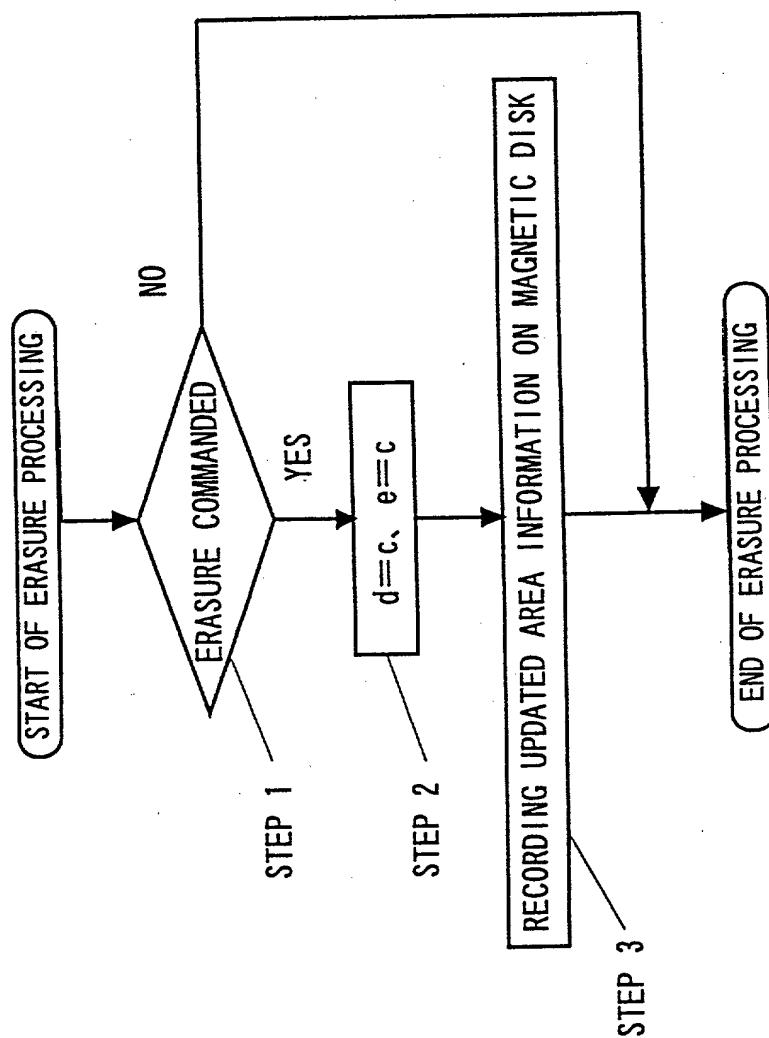 START OF ERASURE PROCESSING
ERASURE COMMANDED
NO
YES
STEP 1
d=c、e=c
STEP 2
RECORDING UPDATED AREA INFORMATION ON MAGNETIC DISK
STEP 3
END OF ERASURE PROCESSING